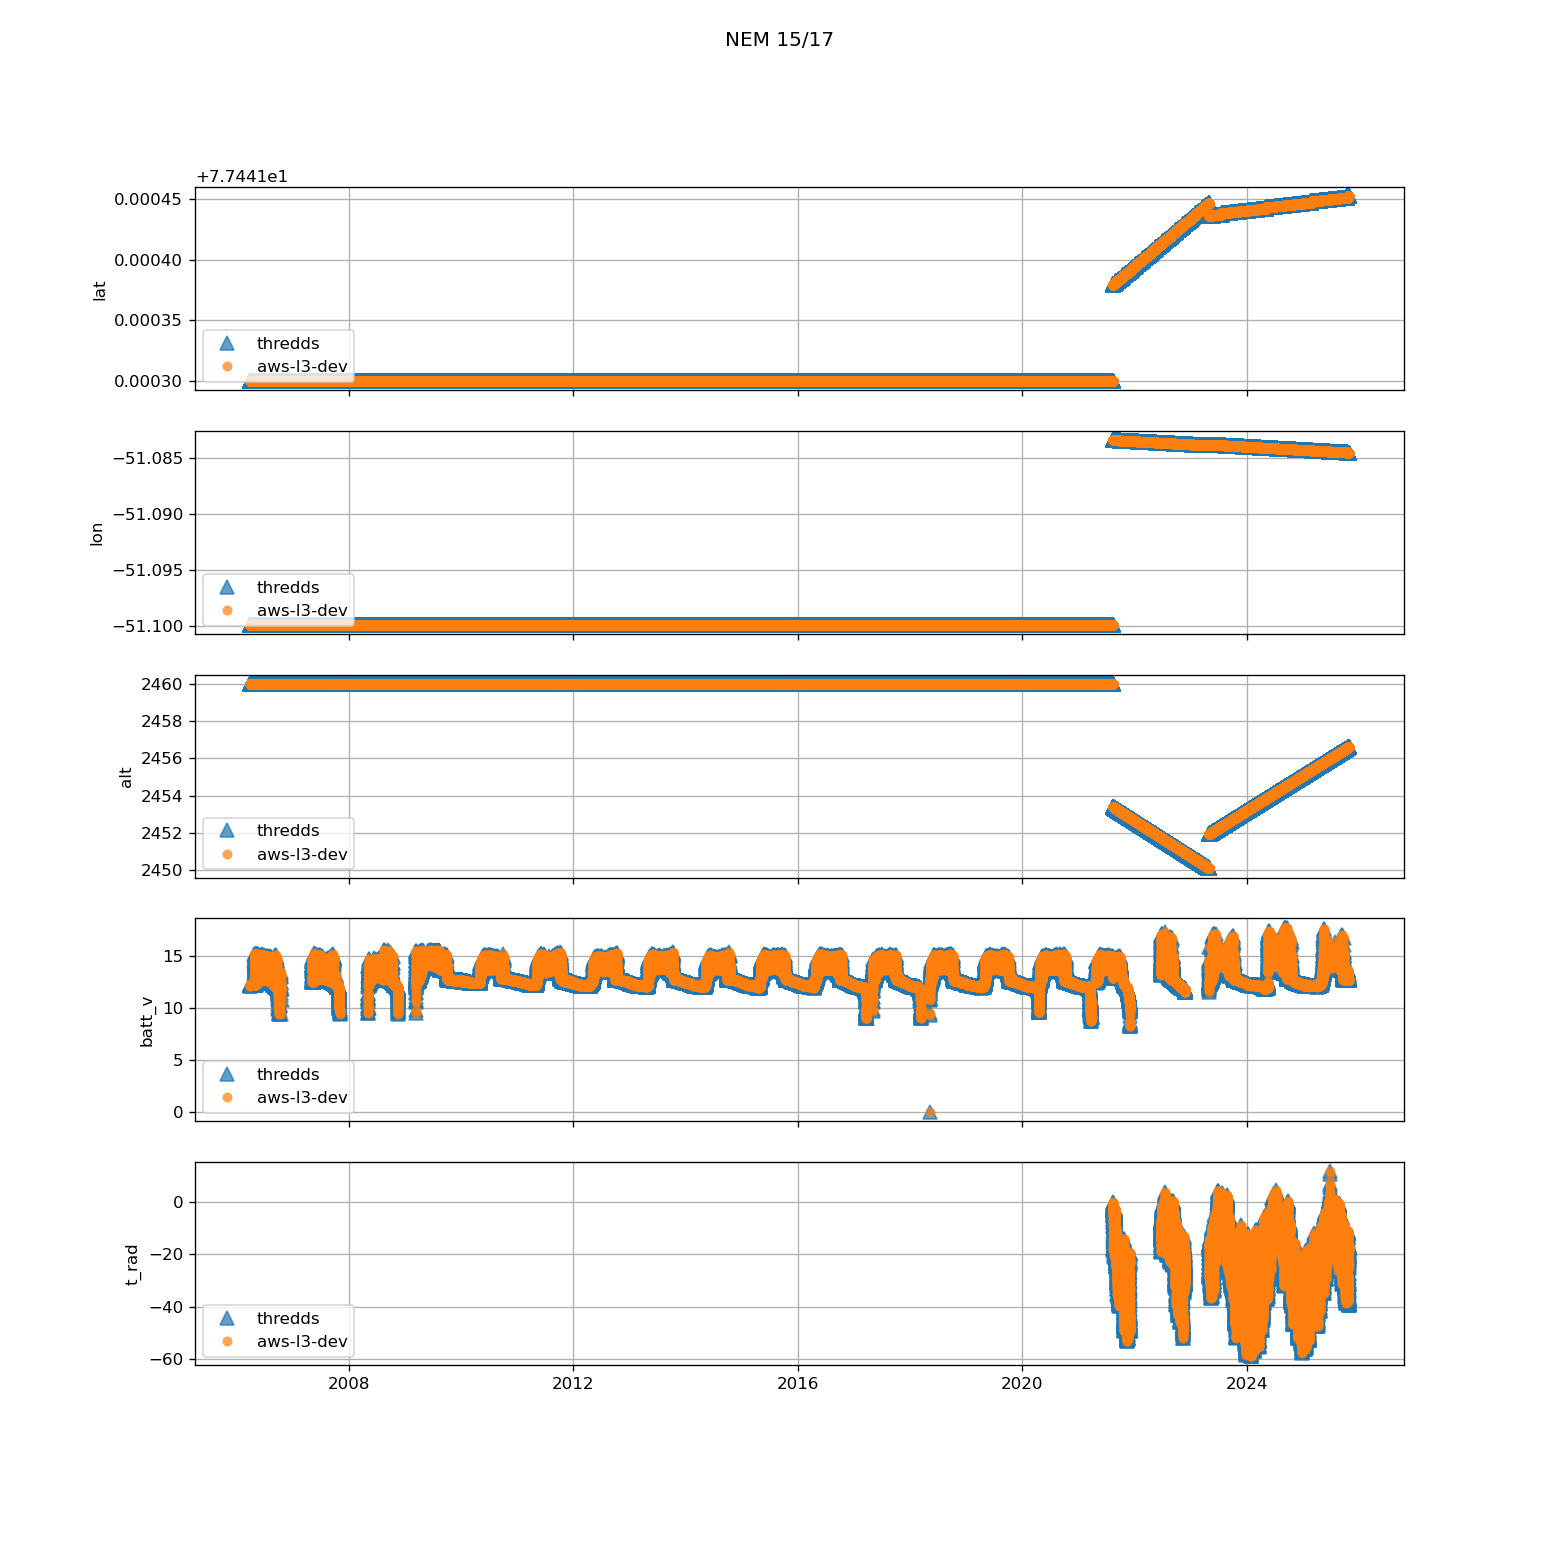 NEM 15/17
+7.7441e1
0.00045
0.00040
0.00035
0.00030
lat
thredds
aws-l3-dev
−51.085
−51.090
−51.095
−51.100
lon
thredds
aws-l3-dev
2460
2458
2456
2454
2452
2450
alt
thredds
aws-l3-dev
15
10
5
0
batt_v
thredds
aws-l3-dev
0
−20
−40
−60
t_rad
thredds
aws-l3-dev
2008 2012 2016 2020 2024